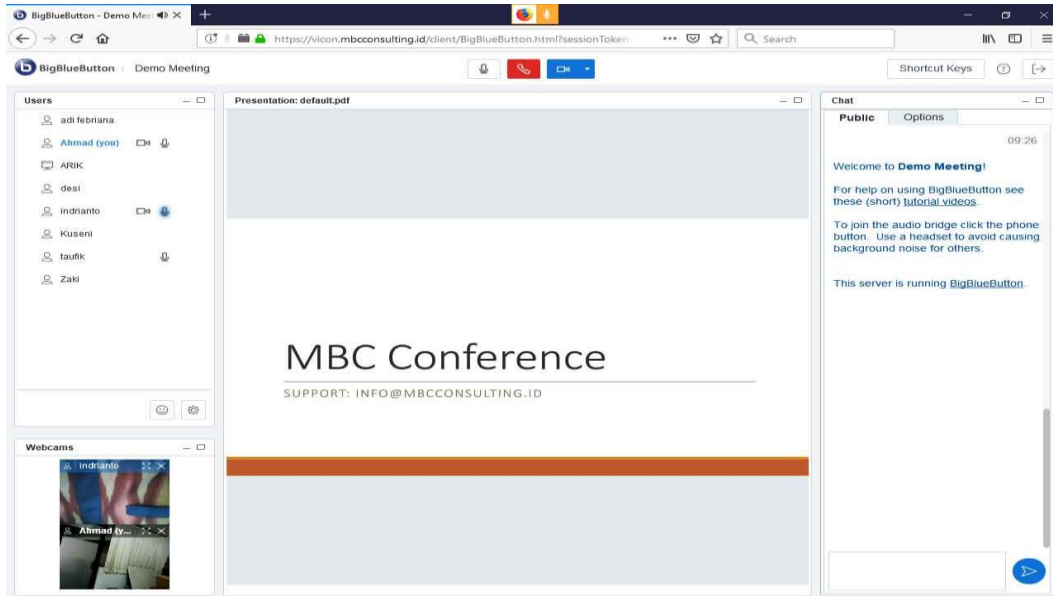 BigBlueButton - Demo Mee
https://vicon.mbcconsulting.id/client/BigBlueButton.html?sessionToken
Search
BigBlueButton
Demo Meeting
Shortcut Keys
Users
adi febriana
Ahmad (you)
ARIK
desi
indrianto
Kuseni
taufik
Zaki
Webcams
indrianto
Ahmad (y...
Presentation: default.pdf
MBC Conference
SUPPORT: INFO@MBCCONSULTING.ID
Chat
Public Options
09:26
Welcome to Demo Meeting!
For help on using BigBlueButton see
these (short) tutorial videos.
To join the audio bridge click the phone
button. Use a headset to avoid causing
background noise for others.
This server is running BigBlueButton.